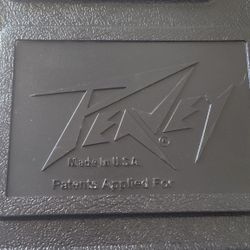 PEAVEY
®
Made In U.S.A.
Patents Applied For